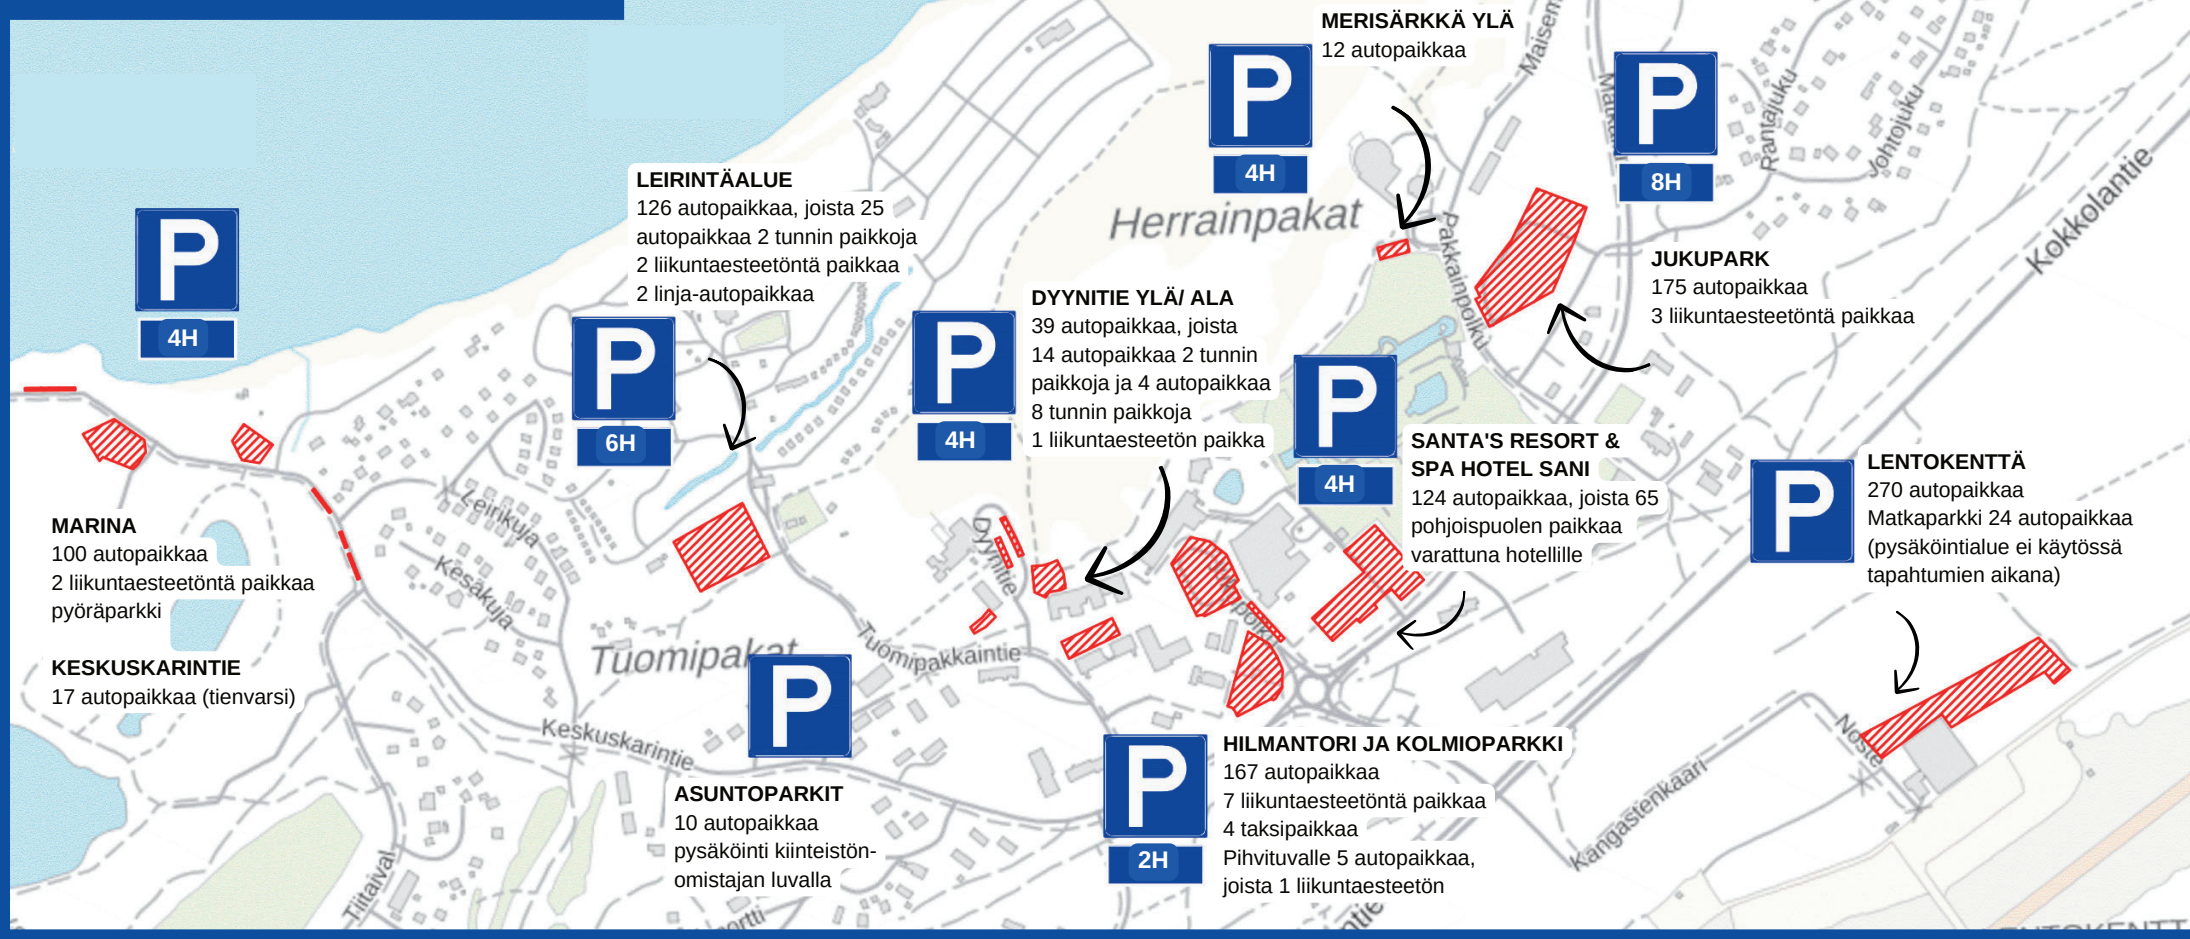 MERISÄRKKÄ YLÄ
12 autopaikkaa
P
4H
P
8H
Rantajuku
Johtojuku
Kokkolantie
Herrainpakat
Pakkainpolku
LEIRINTÄALUE
126 autopaikkaa, joista 25
autopaikkaa 2 tunnin paikkoja
2 liikuntaesteetöntä paikkaa
2 linja-autopaikkaa
P
4H
P
6H
DYYNITIE YLÄ/ ALA
39 autopaikkaa, joista
14 autopaikkaa 2 tunnin
paikkoja ja 4 autopaikkaa
8 tunnin paikkoja
1 liikuntaesteetön paikka
P
4H
JUKUPARK
175 autopaikkaa
3 liikuntaesteetöntä paikkaa
P
4H
SANTA'S RESORT &
SPA HOTEL SANI
124 autopaikkaa, joista 65
pohjoispuolen paikkaa
varattuna hotellille
P
LENTOKENTTÄ
270 autopaikkaa
Matkaparkki 24 autopaikkaa
(pysäköintialue ei käytössä
tapahtumien aikana)
MARINA
100 autopaikkaa
2 liikuntaesteetöntä paikkaa
pyöräparkki
KESKUSKARINTIE
17 autopaikkaa (tienvarsi)
Leirikuja
Kesäkuja
Dyynitie
Tuomipakat
Tuomipakkaintie
Keskuskarintie
P
ASUNTOPARKIT
10 autopaikkaa
pysäköinti kiinteistön-
omistajan luvalla
P
2H
HILMANTORI JA KOLMIOPARKKI
167 autopaikkaa
7 liikuntaesteetöntä paikkaa
4 taksipaikkaa
Pihvituvalle 5 autopaikkaa,
joista 1 liikuntaesteetön
Kangastenkaari
Tiitaival